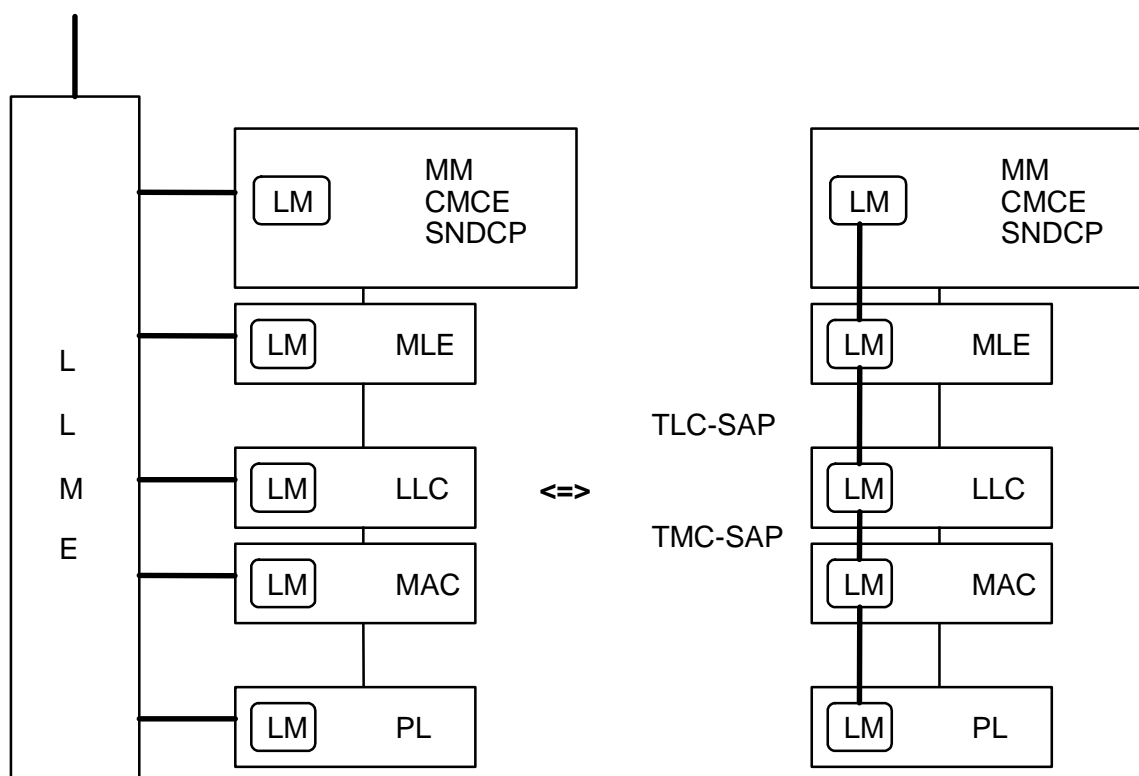 L
L
M
E
LM
MM
CMCE
SNDCP
LM MLE
LM LLC
LM MAC
LM PL
<=>
TLC-SAP
TMC-SAP
LM
MM
CMCE
SNDCP
LM MLE
LM LLC
LM MAC
LM PL